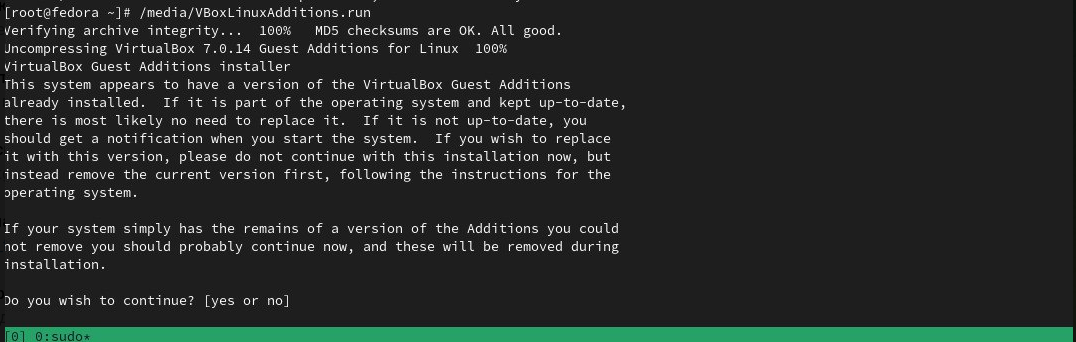 [root@fedora ~]# /media/VBoxLinuxAdditions.run
Verifying archive integrity...  100%   MD5 checksums are OK. All good.
Uncompressing VirtualBox 7.0.14 Guest Additions for Linux  100%
VirtualBox Guest Additions installer
This system appears to have a version of the VirtualBox Guest Additions
already installed.  If it is part of the operating system and kept up-to-date,
there is most likely no need to replace it.  If it is not up-to-date, you
should get a notification when you start the system.  If you wish to replace
it with this version, please do not continue with this installation now, but
instead remove the current version first, following the instructions for the
operating system.

If your system simply has the remains of a version of the Additions you could
not remove you should probably continue now, and these will be removed during
installation.

Do you wish to continue? [yes or no]
[0] 0:sudo*